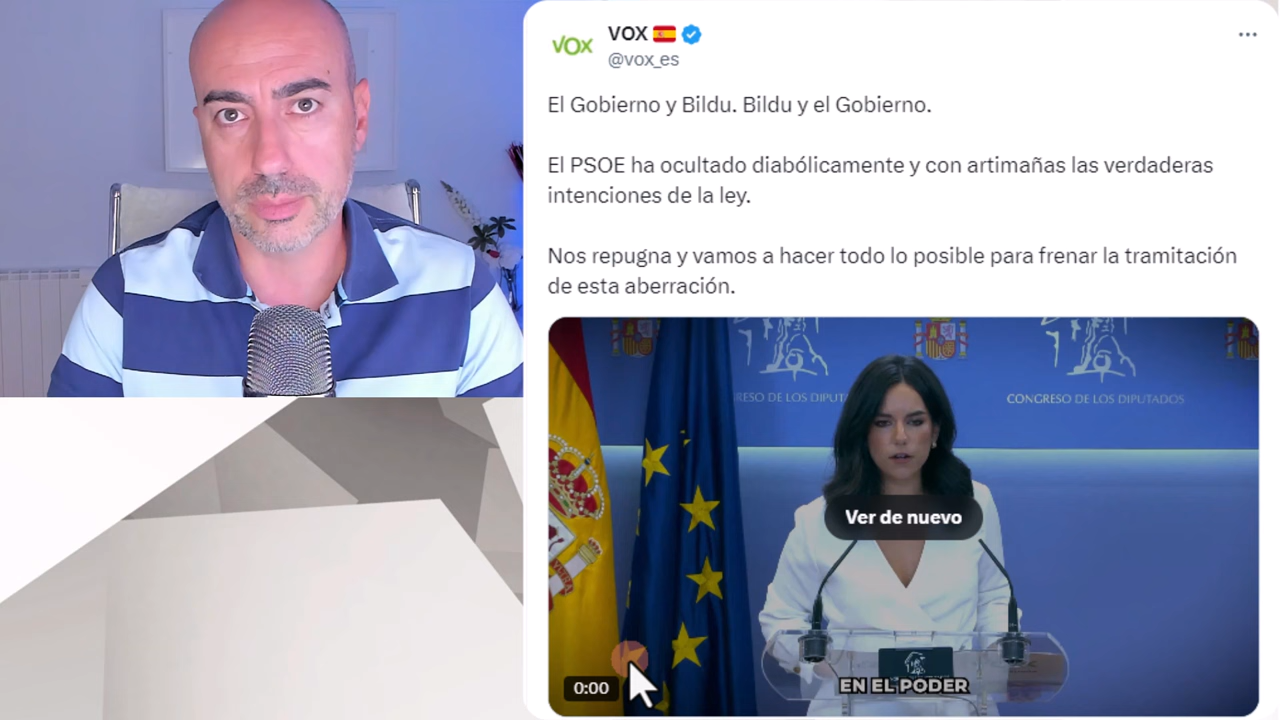 VOX
VOX
@vox_es
El Gobierno y Bildu. Bildu y el Gobierno.
El PSOE ha ocultado diabólicamente y con artimañas las verdaderas
intenciones de la ley.
Nos repugna y vamos a hacer todo lo posible para frenar la tramitación
de esta aberración.
CONGRESO DE LOS DIPUTADOS
Ver de nuevo
0:00
EN EL PODER